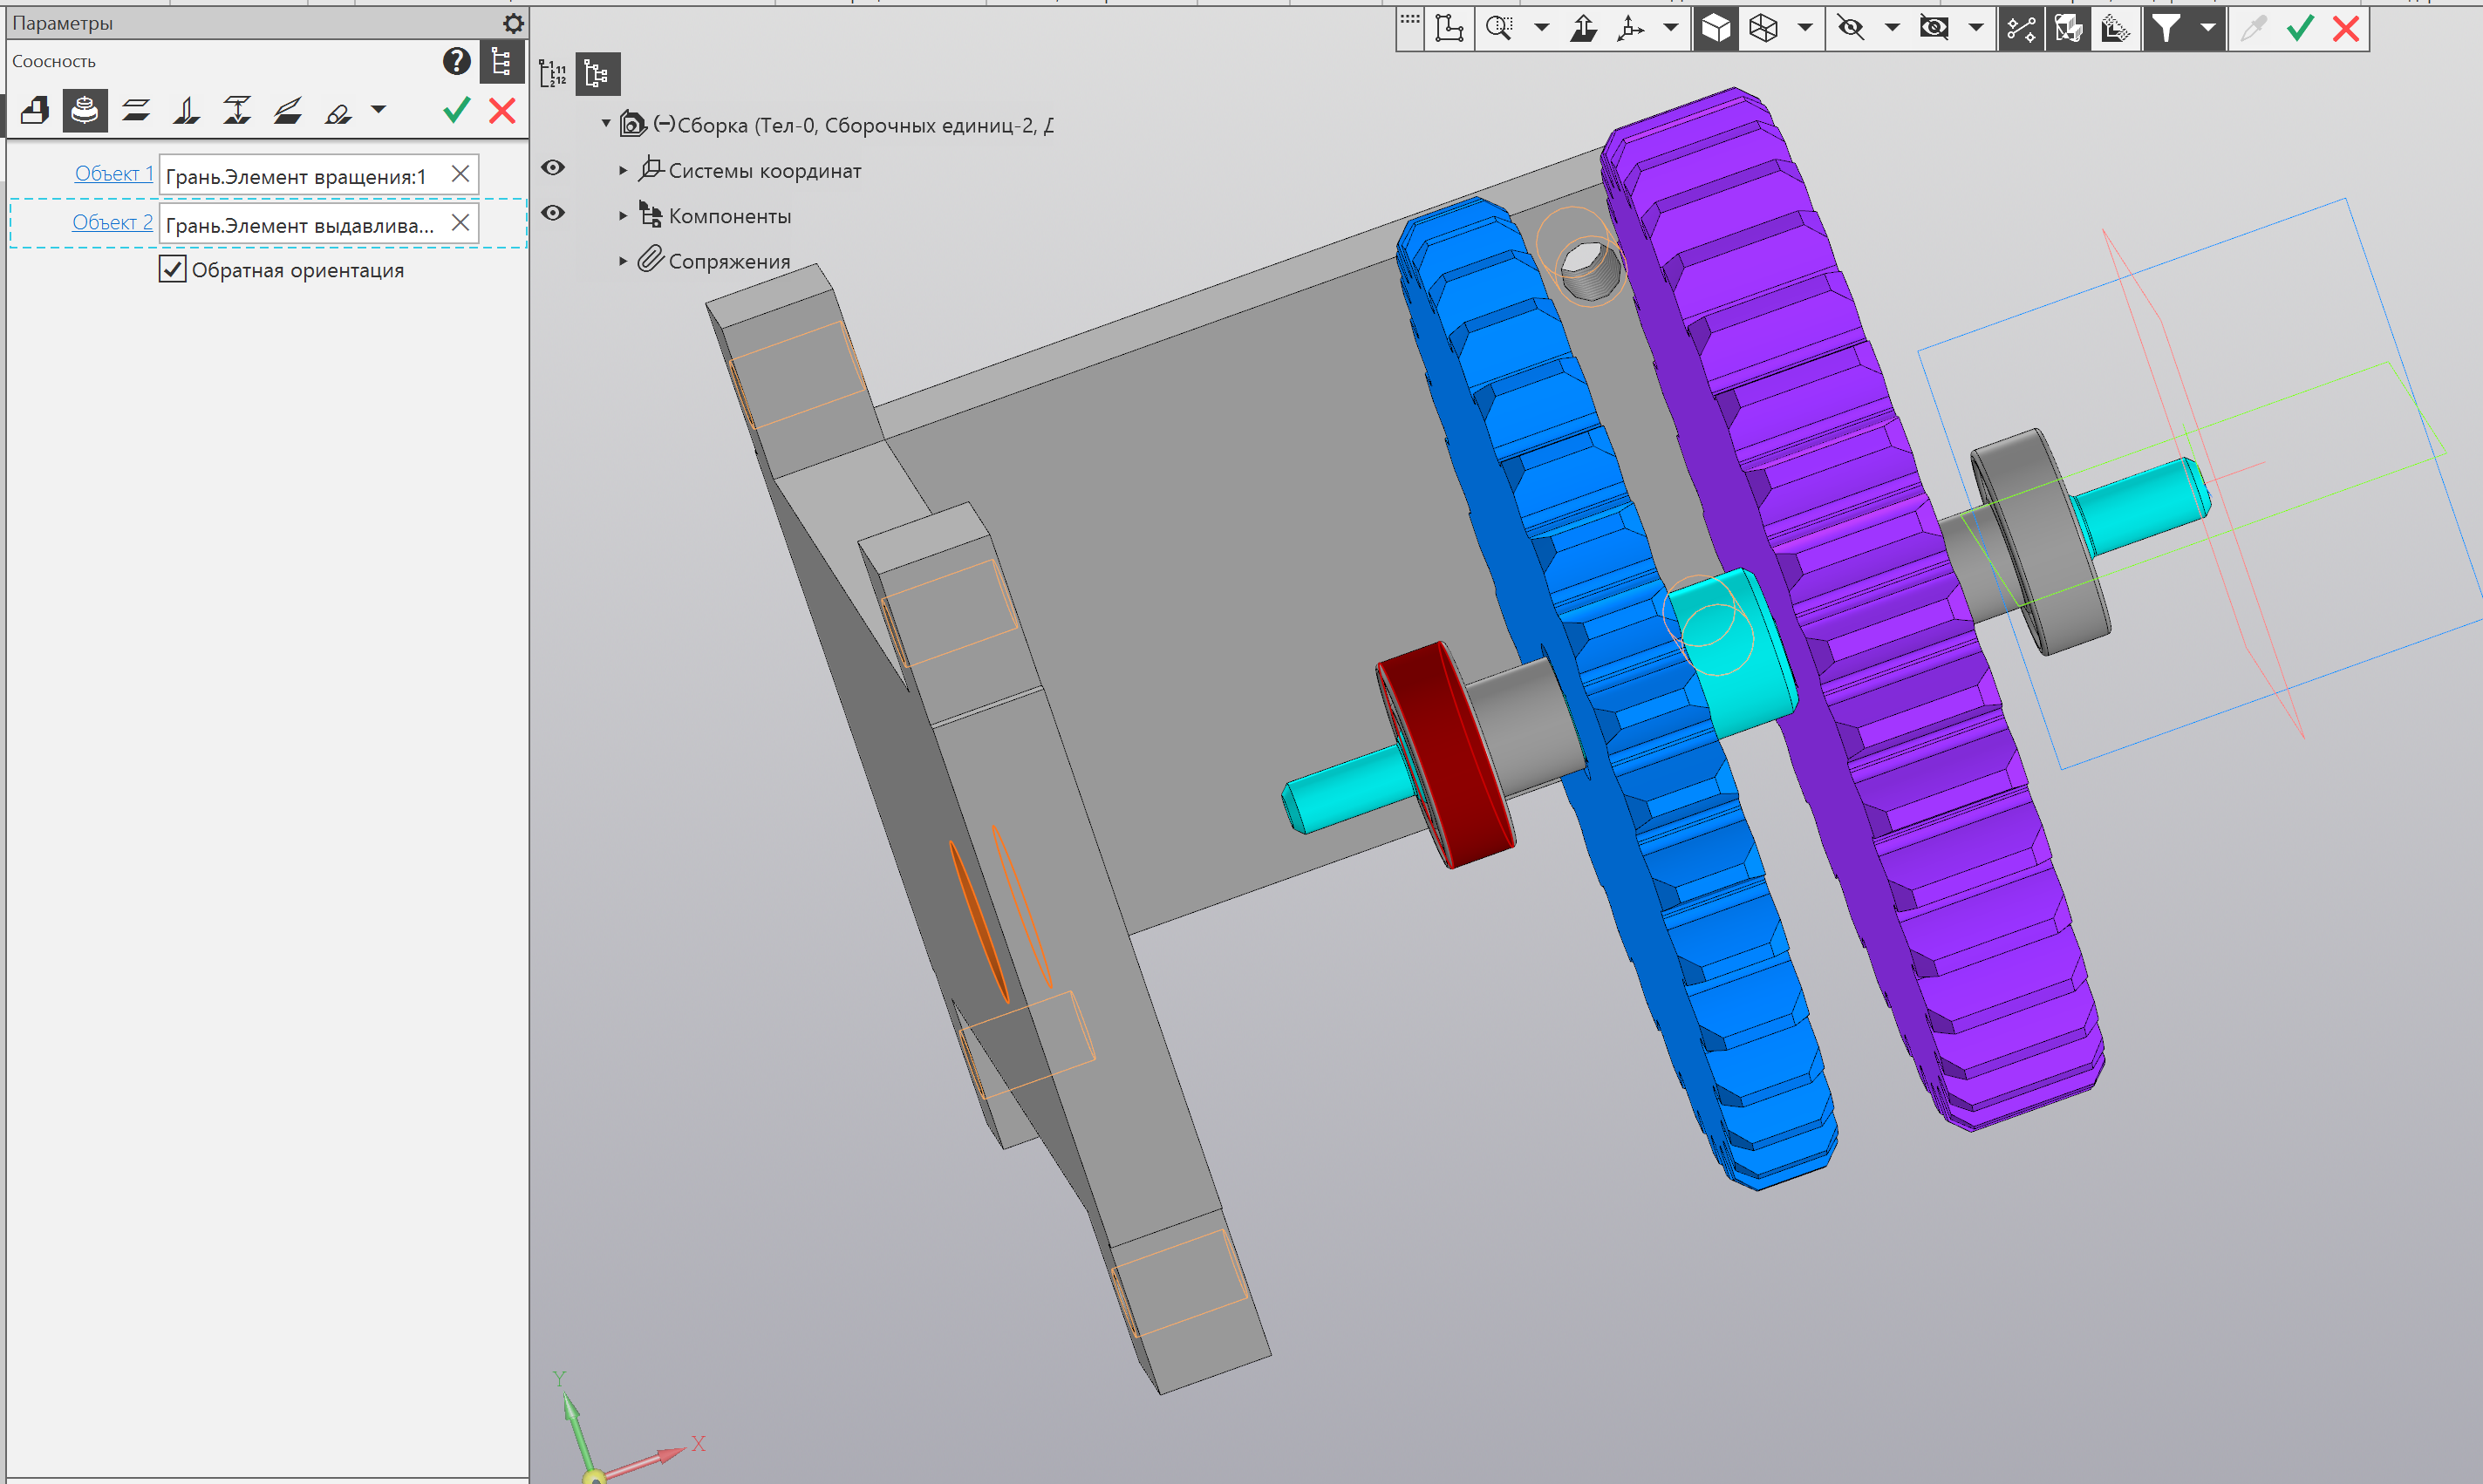 Параметры
Соосность
Объект 1 Грань.Элемент вращения:1
Объект 2 Грань.Элемент выдавлива...
Обратная ориентация
(–)Сборка (Тел-0, Сборочных единиц-2, Д
Системы координат
Компоненты
Сопряжения
Y
X